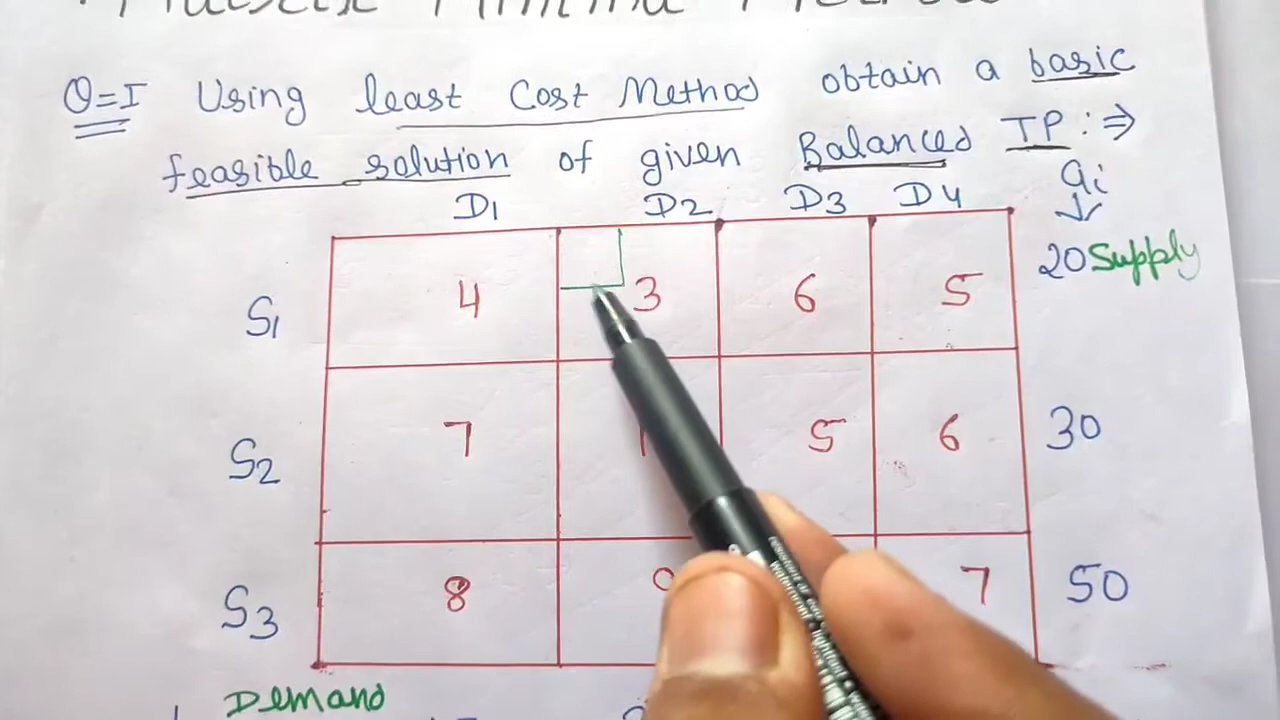 Q=I Using least Cost Method obtain a basic
feasible solution of given Balanced TP :⇒
D1 D2 D3 D4 ai
↓
S1 4 3 6 5 20 Supply
S2 7 5 6 30
S3 8 7 50
Demand